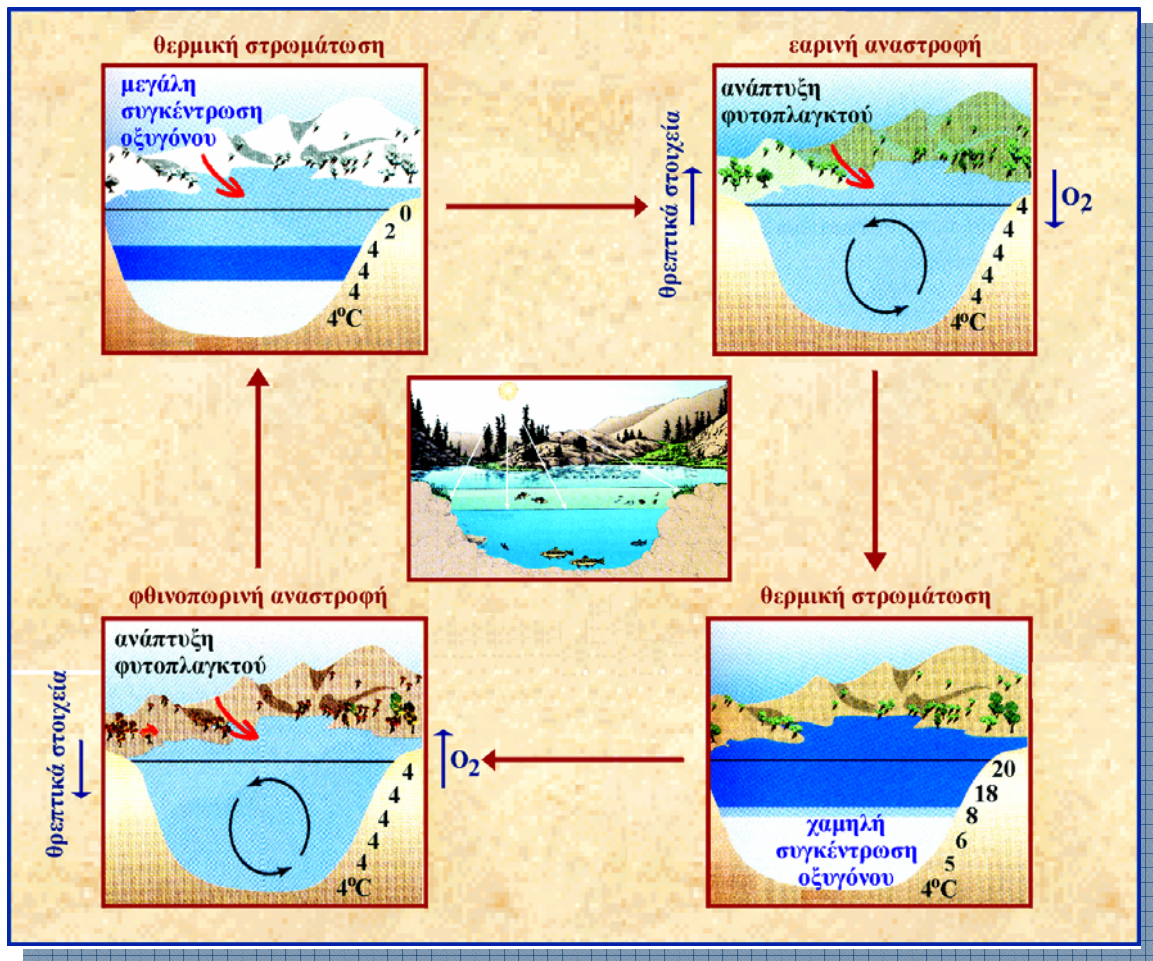 θερμική στρωμάτωση
μεγάλη
συγκέντρωση
οξυγόνου
0
2
4
4
4
4°C
εαρινή αναστροφή
ανάπτυξη
φυτοπλαγκτού
θρεπτικά στοιχεία
O2
4
4
4
4
4
4°C
φθινοπωρινή αναστροφή
ανάπτυξη
φυτοπλαγκτού
θρεπτικά στοιχεία
O2
4
4
4
4
4
4°C
θερμική στρωμάτωση
20
18
8
6
5
4°C
χαμηλή
συγκέντρωση
οξυγόνου